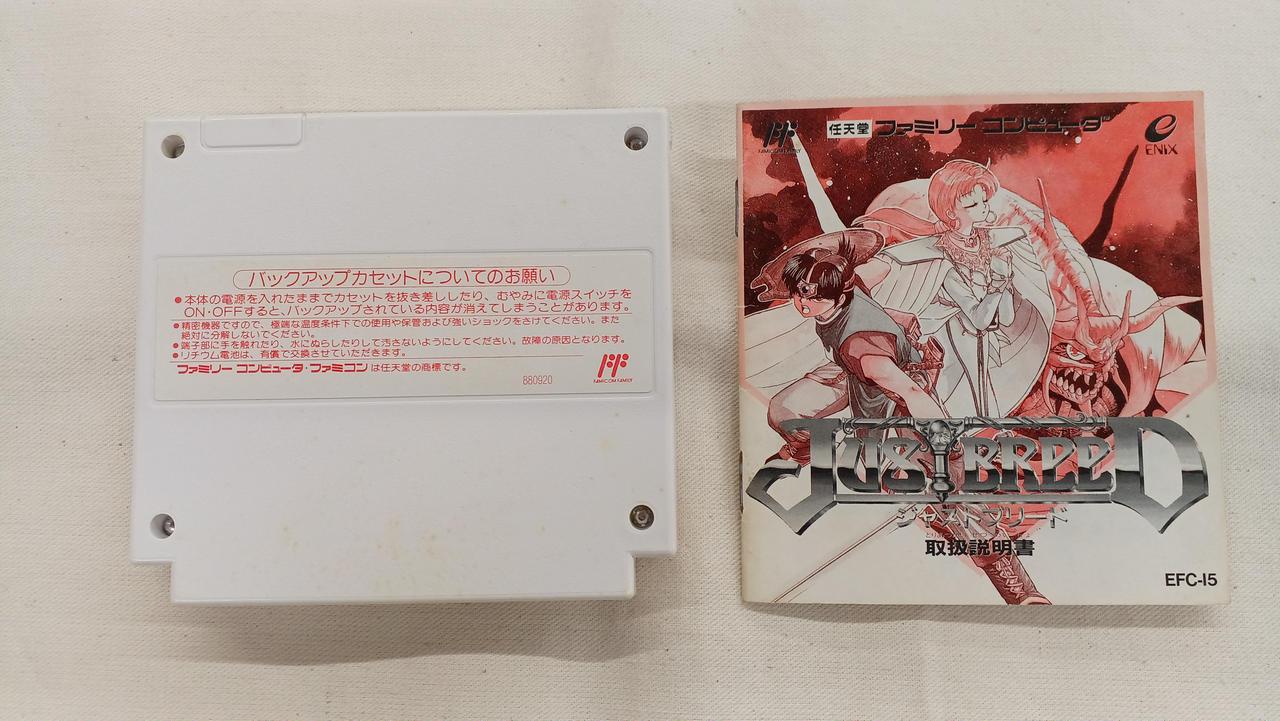 バックアップカセットについてのお願い
●本体の電源を入れたままでカセットを抜き差ししたり、むやみに電源スイッチを
ON・OFFすると、バックアップされている内容が消えてしまうことがあります。
●精密機器ですので、極端な温度条件下での使用や保管および強いショックをさけてください。また
絶対に分解しないでください。
●端子部に手を触れたり、水にぬらしたりして汚さないようにしてください。故障の原因となります。
●リチウム電池は、有償で交換させていただきます。
ファミリー コンピュータ・ファミコンは任天堂の商標です。
FAMICOM FAMILY
880920
FAMICOM FAMILY
任天堂 ファミリー コンピュータ™
e
ENIX
JUST BREED
ジャストブリード
取扱説明書
EFC-I5